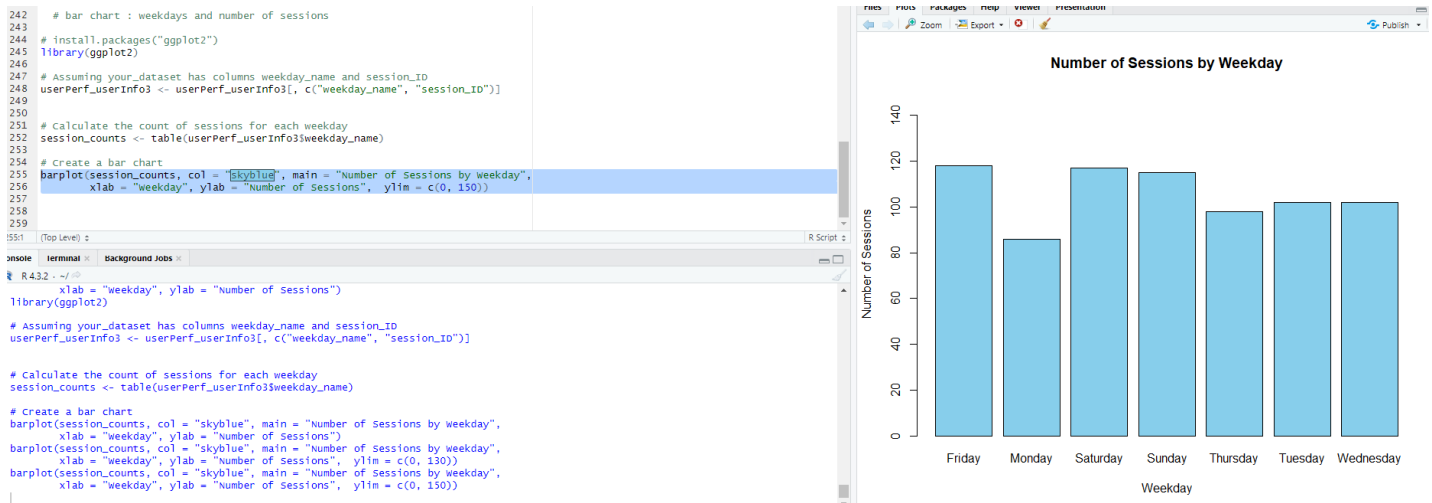 242 # bar chart : weekdays and number of sessions
243
244 # install.packages("ggplot2")
245 library(ggplot2)
246
247 # Assuming your_dataset has columns weekday_name and session_ID
248 userPerf_userInfo3 <- userPerf_userInfo3[, c("weekday_name", "session_ID")]
249
250
251 # Calculate the count of sessions for each weekday
252 session_counts <- table(userPerf_userInfo3$weekday_name)
253
254 # Create a bar chart
255 barplot(session_counts, col = "skyblue", main = "Number of Sessions by Weekday",
256 xlab = "Weekday", ylab = "Number of Sessions", ylim = c(0, 150))
257
258
259
255:1 (Top Level) R Script
Console Terminal × Background Jobs ×
R 4.3.2 · ~/
xlab = "Weekday", ylab = "Number of Sessions")
library(ggplot2)
# Assuming your_dataset has columns weekday_name and session_ID
userPerf_userInfo3 <- userPerf_userInfo3[, c("weekday_name", "session_ID")]
# Calculate the count of sessions for each weekday
session_counts <- table(userPerf_userInfo3$weekday_name)
# Create a bar chart
barplot(session_counts, col = "skyblue", main = "Number of Sessions by Weekday",
xlab = "Weekday", ylab = "Number of Sessions")
barplot(session_counts, col = "skyblue", main = "Number of Sessions by Weekday",
xlab = "Weekday", ylab = "Number of Sessions", ylim = c(0, 130))
barplot(session_counts, col = "skyblue", main = "Number of Sessions by Weekday",
xlab = "Weekday", ylab = "Number of Sessions", ylim = c(0, 150))
Files Plots Packages Help Viewer Presentation
Zoom Export Publish
Number of Sessions by Weekday
140
120
100
80
60
40
20
0
Number of Sessions
Friday Monday Saturday Sunday Thursday Tuesday Wednesday
Weekday